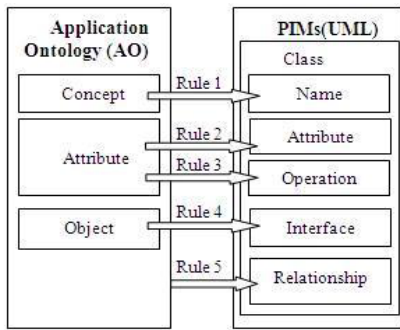 Application
Ontology (AO)
PIMs(UML)
Class
Concept
Rule 1
Name
Attribute
Rule 2
Attribute
Rule 3
Operation
Object
Rule 4
Interface
Rule 5
Relationship